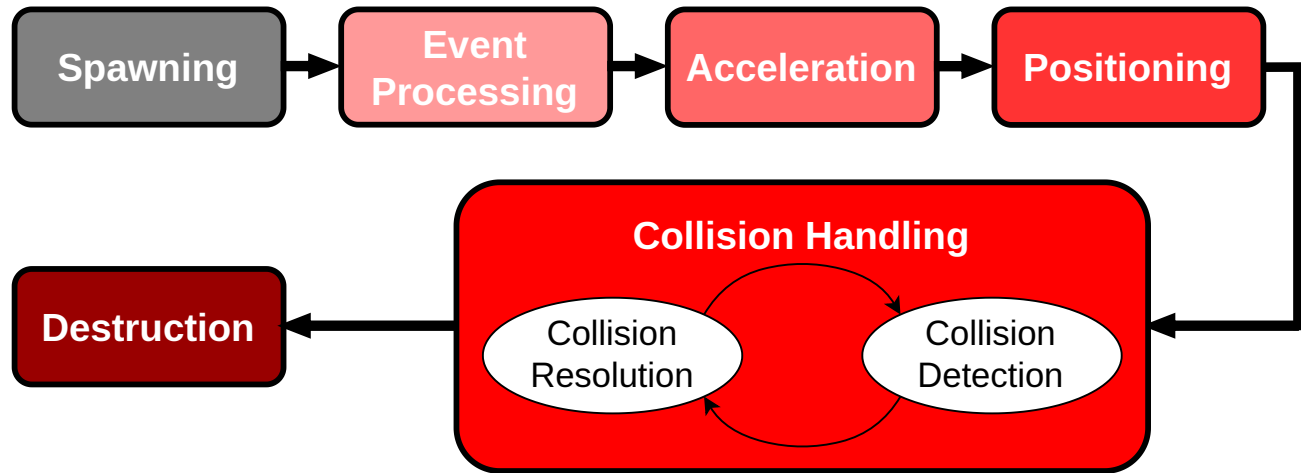 Spawning
Event
Processing
Acceleration
Positioning
Collision Handling
Collision
Resolution
Collision
Detection
Destruction